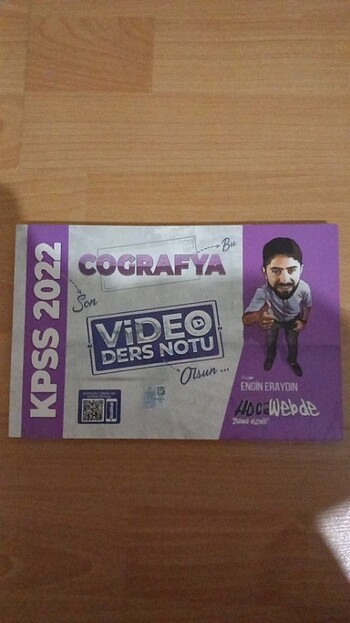 KPSS 2022
Bu
COĞRAFYA
Son
VİDEO
DERS NOTU
Olsun ...
ENGİN ERAYDIN
HOCAWebde